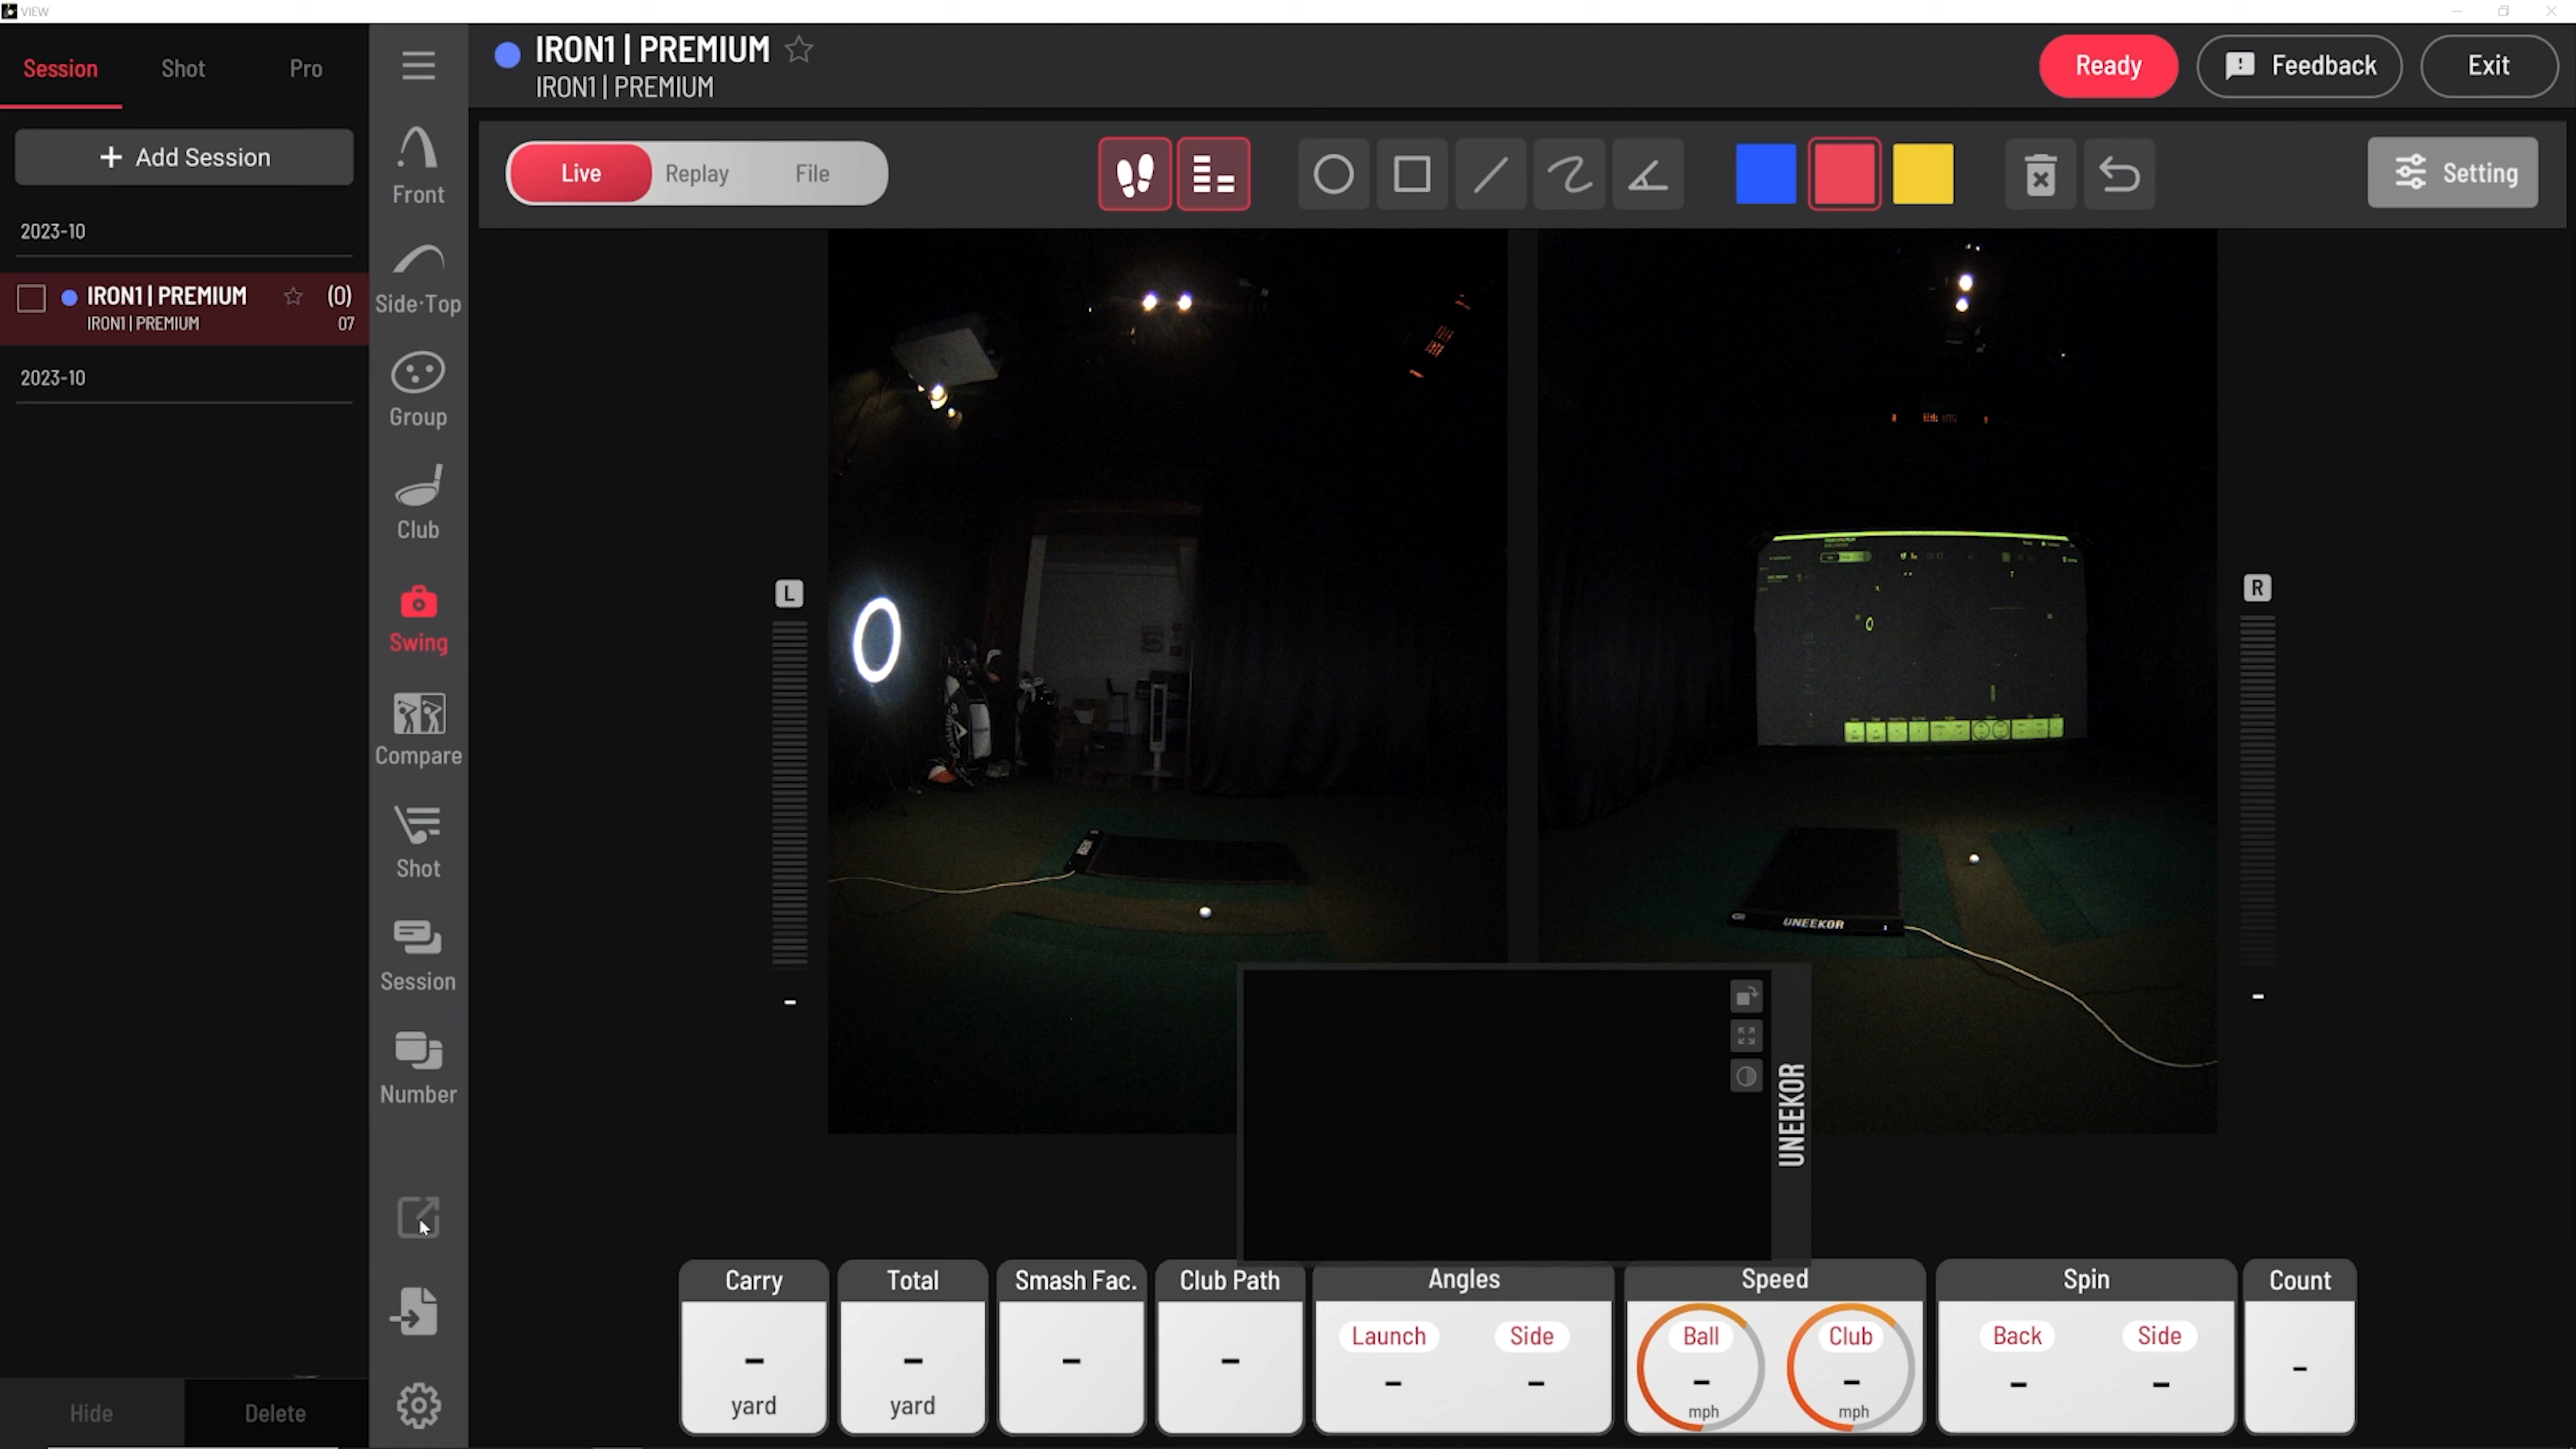 VIEW
Session Shot Pro
IRON1 | PREMIUM
IRON1 | PREMIUM
Ready
Feedback
Exit
+ Add Session
Live Replay File
Setting
2023-10
IRON1 | PREMIUM (0)
IRON1 | PREMIUM 07
2023-10
Front
Side·Top
Group
Club
Swing
Compare
Shot
Session
Number
L
R
-
-
UNEEKOR
UNEEKOR
Carry
-
yard
Total
-
yard
Smash Fac.
-
Club Path
-
Angles
Launch Side
- -
Speed
Ball Club
- -
mph mph
Spin
Back Side
- -
Count
-
Hide Delete